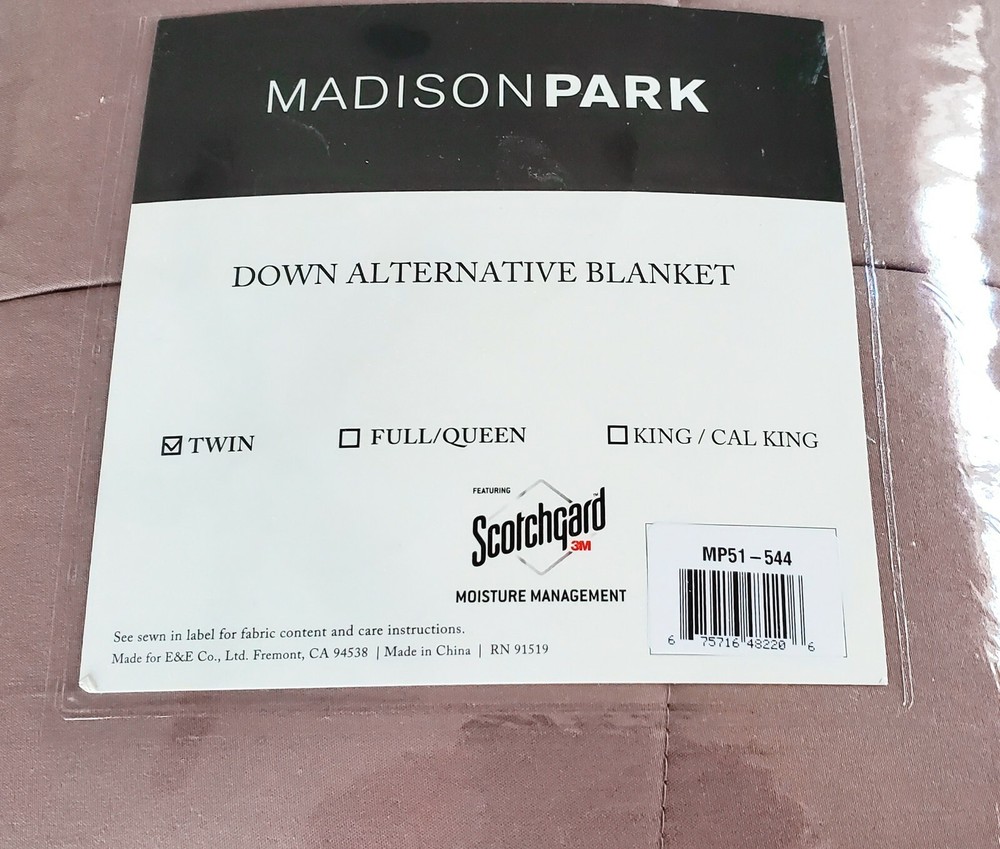 MADISONPARK
DOWN ALTERNATIVE BLANKET
TWIN FULL/QUEEN KING / CAL KING
FEATURING
Scotchgard™
3M
MOISTURE MANAGEMENT
MP51-544
6 75716 48220 6
See sewn in label for fabric content and care instructions.
Made for E&E Co., Ltd. Fremont, CA 94538 | Made in China | RN 91519